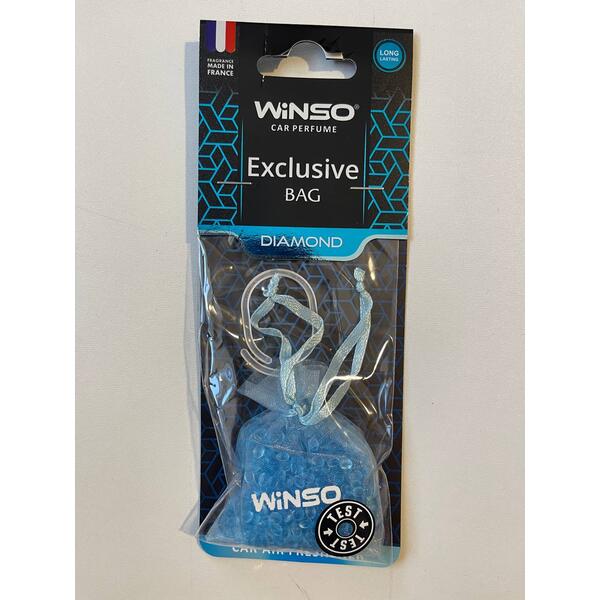 FRAGRANCE
MADE IN
FRANCE
LONG
LASTING
WiNSO®
CAR PERFUME
Exclusive
BAG
DIAMOND
WiNSO
TEST
TEST
CAR AIR FRESHENER